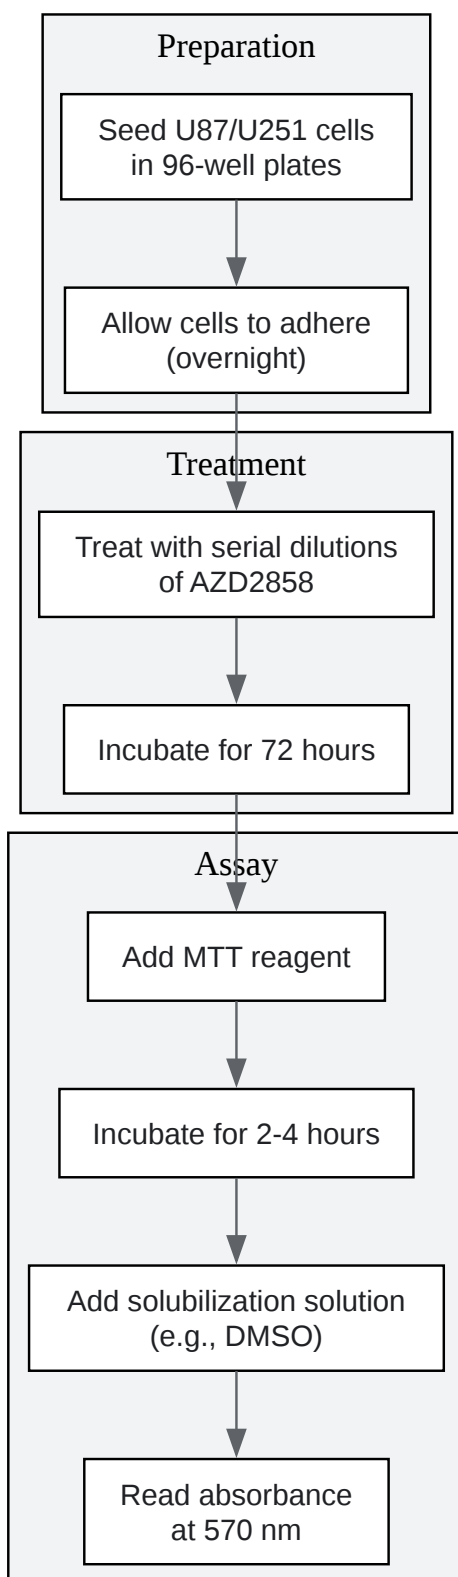 Preparation
Seed U87/U251 cells
in 96-well plates
Allow cells to adhere
(overnight)
Treatment
Treat with serial dilutions
of AZD2858
Incubate for 72 hours
Assay
Add MTT reagent
Incubate for 2-4 hours
Add solubilization solution
(e.g., DMSO)
Read absorbance
at 570 nm